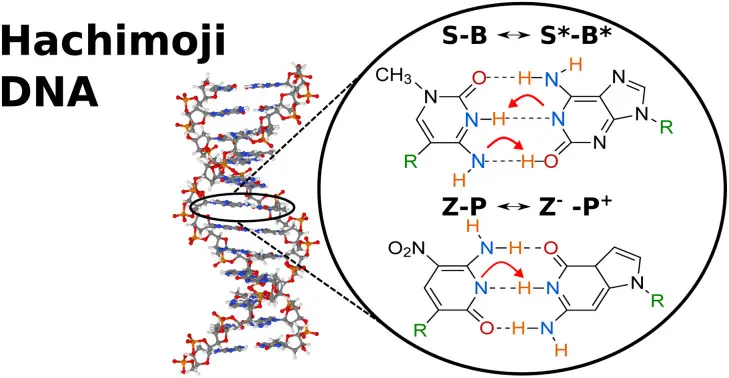 Hachimoji
DNA
S-B ↔ S*-B*
CH₃ O H N H
N N H N N
N H N N R
R N H O N
H
Z-P ↔ Z⁻ -P⁺
H
O₂N N H O
N H N N
R O H N R
H